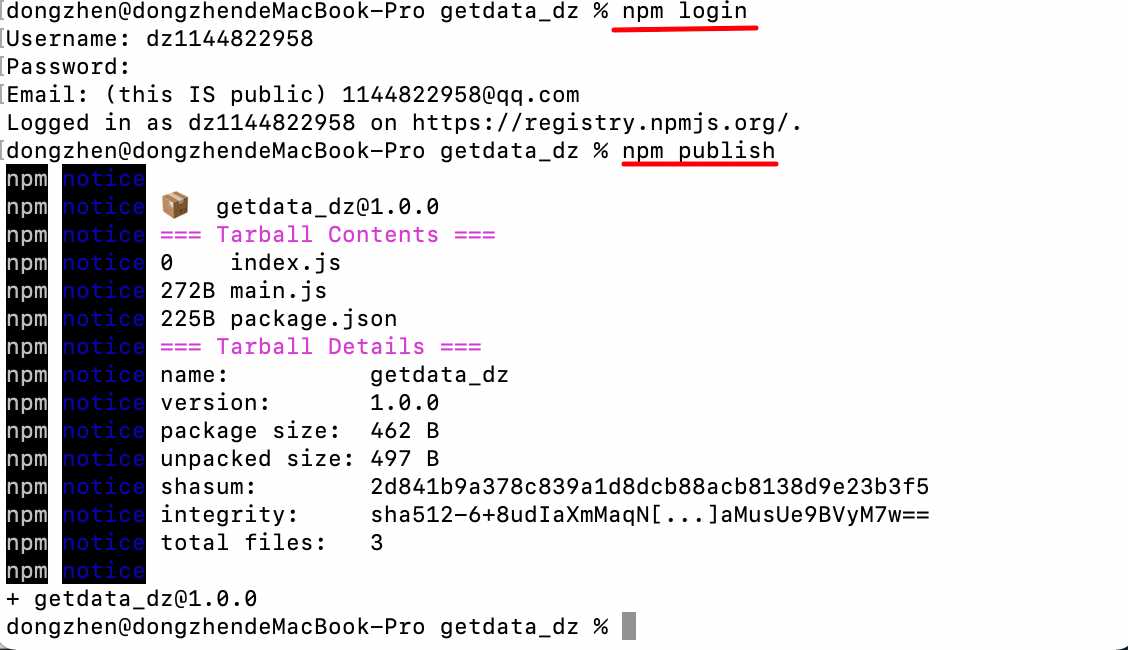 dongzhen@dongzhendeMacBook-Pro getdata_dz % npm login
Username: dz1144822958
Password:
Email: (this IS public) 1144822958@qq.com
Logged in as dz1144822958 on https://registry.npmjs.org/.
dongzhen@dongzhendeMacBook-Pro getdata_dz % npm publish
npm notice
npm notice 📦  getdata_dz@1.0.0
npm notice === Tarball Contents ===
npm notice 0    index.js
npm notice 272B main.js
npm notice 225B package.json
npm notice === Tarball Details ===
npm notice name:          getdata_dz
npm notice version:       1.0.0
npm notice package size:  462 B
npm notice unpacked size: 497 B
npm notice shasum:        2d841b9a378c839a1d8dcb88acb8138d9e23b3f5
npm notice integrity:     sha512-6+8udIaXmMaqN[...]aMusUe9BVyM7w==
npm notice total files:   3
npm notice
+ getdata_dz@1.0.0
dongzhen@dongzhendeMacBook-Pro getdata_dz %